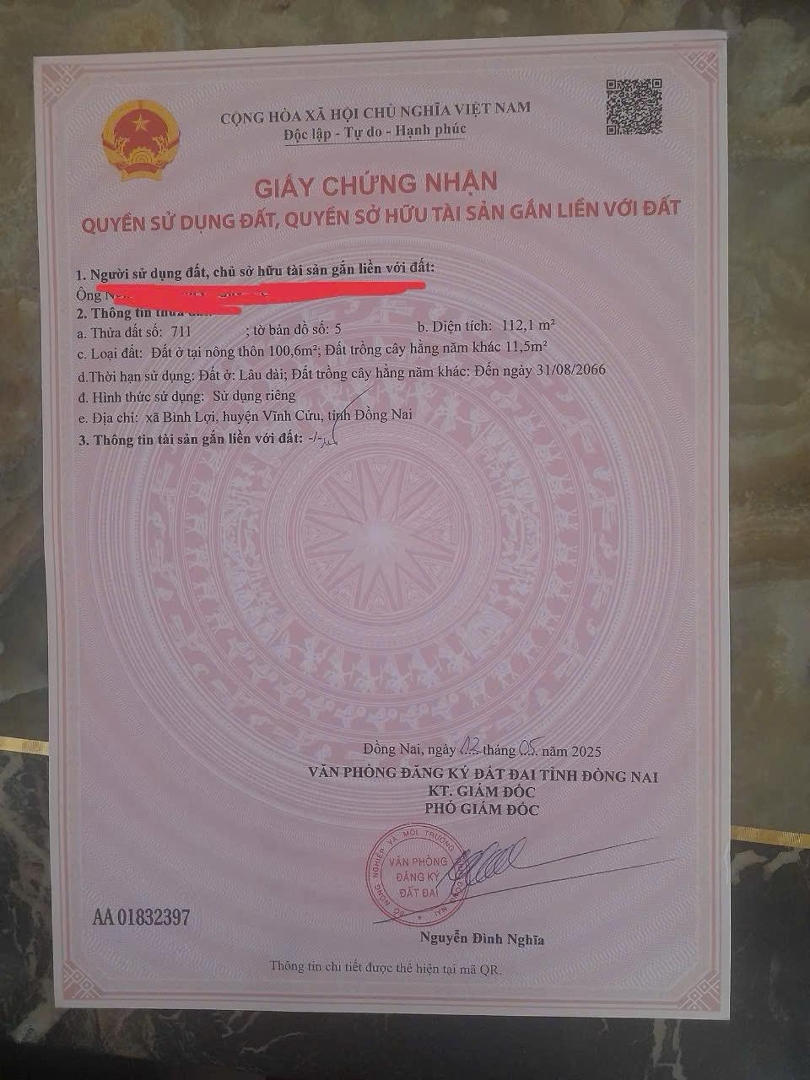 CỘNG HÒA XÃ HỘI CHỦ NGHĨA VIỆT NAM
Độc lập - Tự do - Hạnh phúc
GIẤY CHỨNG NHẬN
QUYỀN SỬ DỤNG ĐẤT, QUYỀN SỞ HỮU TÀI SẢN GẮN LIỀN VỚI ĐẤT
1. Người sử dụng đất, chủ sở hữu tài sản gắn liền với đất:
Ông
2. Thông tin thửa đất:
a. Thửa đất số: 711 ; tờ bản đồ số: 5 b. Diện tích: 112,1 m²
c. Loại đất: Đất ở tại nông thôn 100,6m²; Đất trồng cây hằng năm khác 11,5m²
d.Thời hạn sử dụng: Đất ở: Lâu dài; Đất trồng cây hằng năm khác: Đến ngày 31/08/2066
đ. Hình thức sử dụng: Sử dụng riêng
e. Địa chỉ: xã Bình Lợi, huyện Vĩnh Cửu, tỉnh Đồng Nai
3. Thông tin tài sản gắn liền với đất: -/-
Đồng Nai, ngày 12 tháng 05 năm 2025
VĂN PHÒNG ĐĂNG KÝ ĐẤT ĐAI TỈNH ĐỒNG NAI
KT. GIÁM ĐỐC
PHÓ GIÁM ĐỐC
SỞ NÔNG NGHIỆP VÀ MÔI TRƯỜNG
VĂN PHÒNG
ĐĂNG KÝ
ĐẤT ĐAI
AA 01832397
Nguyễn Đình Nghĩa
Thông tin chi tiết được thể hiện tại mã QR.